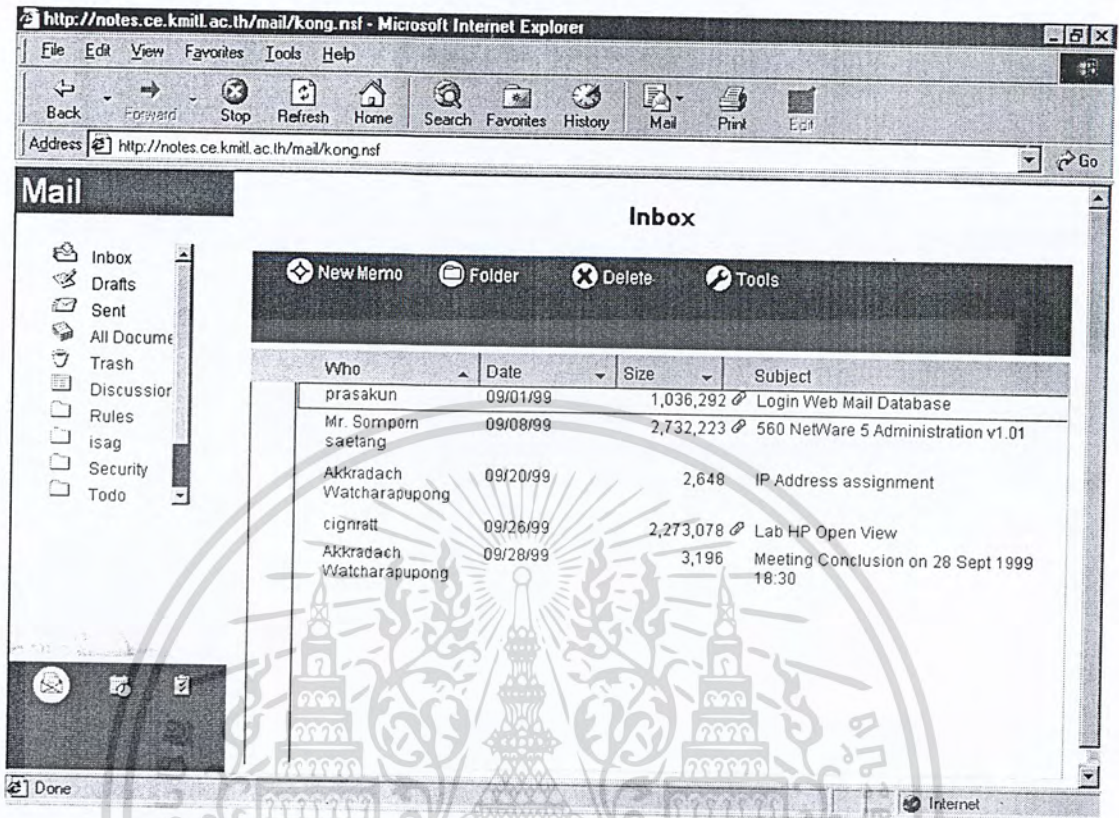 http://notes.ce.kmitl.ac.th/mail/kong.nsf - Microsoft Internet Explorer
File Edit View Favorites Tools Help
Back Forward Stop Refresh Home Search Favorites History Mail Print Edit
Address http://notes.ce.kmitl.ac.th/mail/kong.nsf Go
Mail
Inbox
Inbox
Drafts
Sent
All Docume
Trash
Discussion
Rules
isag
Security
Todo
New Memo Folder Delete Tools
Who Date Size Subject
prasakun 09/01/99 1,036,292 Login Web Mail Database
Mr. Somporn saetang 09/08/99 2,732,223 560 NetWare 5 Administration v1.01
Akkradach Watcharapupong 09/20/99 2,648 IP Address assignment
cignratt 09/26/99 2,273,078 Lab HP Open View
Akkradach Watcharapupong 09/28/99 3,196 Meeting Conclusion on 28 Sept 1999 18:30
Done Internet